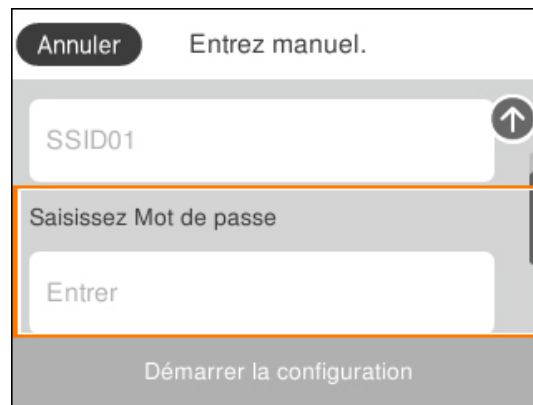 Annuler
Entrez manuel.
SSID01
Saisissez Mot de passe
Entrer
Démarrer la configuration